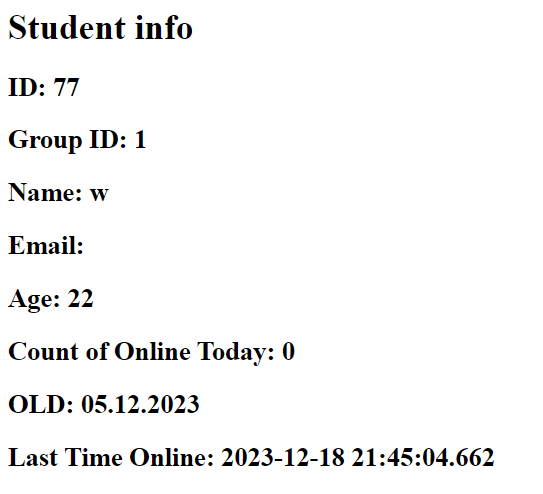 Student info
ID: 77
Group ID: 1
Name: w
Email:
Age: 22
Count of Online Today: 0
OLD: 05.12.2023
Last Time Online: 2023-12-18 21:45:04.662